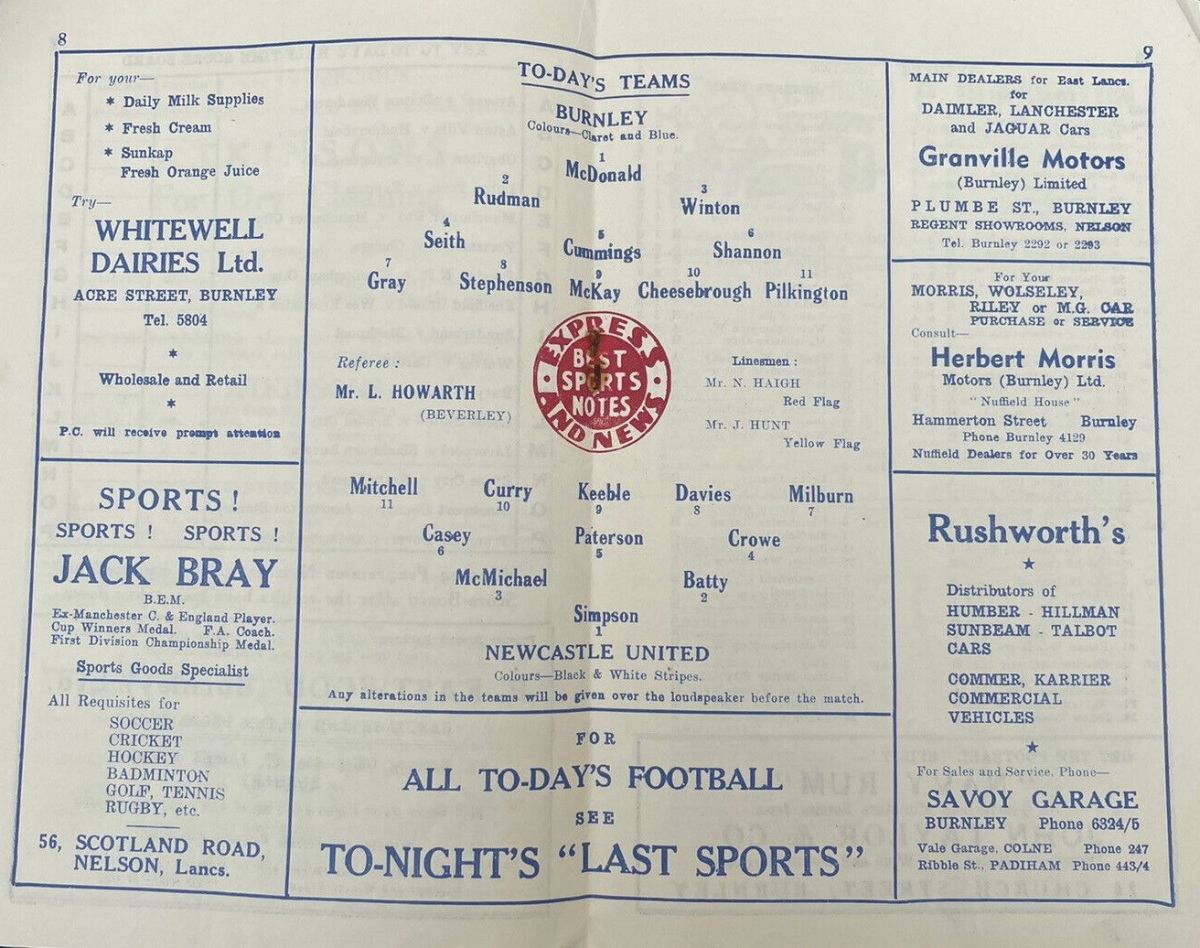 8
For your—
* Daily Milk Supplies
* Fresh Cream
* Sunkap
Fresh Orange Juice
Try—
WHITEWELL
DAIRIES Ltd.
ACRE STREET, BURNLEY
Tel. 5804
*
Wholesale and Retail
*
P.C. will receive prompt attention
SPORTS !
SPORTS ! SPORTS !
JACK BRAY
B.E.M.
Ex-Manchester C. & England Player.
Cup Winners Medal. F.A. Coach.
First Division Championship Medal.
Sports Goods Specialist
All Requisites for
SOCCER
CRICKET
HOCKEY
BADMINTON
GOLF, TENNIS
RUGBY, etc.
56, SCOTLAND ROAD,
NELSON, Lancs.
TO-DAY'S TEAMS
BURNLEY
Colours—Claret and Blue.
1
McDonald
2 3
Rudman Winton
4 5 6
Seith Cummings Shannon
7 8 9 10 11
Gray Stephenson McKay Cheesebrough Pilkington
Referee :
Mr. L. HOWARTH
(BEVERLEY)
EXPRESS
BEST
SPORTS
NOTES
AND NEWS
Linesmen :
Mr. N. HAIGH
Red Flag
Mr. J. HUNT
Yellow Flag
Mitchell Curry Keeble Davies Milburn
11 10 9 8 7
Casey Paterson Crowe
6 5 4
McMichael Batty
3 2
Simpson
1
NEWCASTLE UNITED
Colours—Black & White Stripes.
Any alterations in the teams will be given over the loudspeaker before the match.
FOR
ALL TO-DAY'S FOOTBALL
SEE
TO-NIGHT'S "LAST SPORTS"
9
MAIN DEALERS for East Lancs.
for
DAIMLER, LANCHESTER
and JAGUAR Cars
Granville Motors
(Burnley) Limited
PLUMBE ST., BURNLEY
REGENT SHOWROOMS, NELSON
Tel. Burnley 2292 or 2293
For Your
MORRIS, WOLSELEY,
RILEY or M.G. CAR
PURCHASE or SERVICE
Consult—
Herbert Morris
Motors (Burnley) Ltd.
"Nuffield House"
Hammerton Street Burnley
Phone Burnley 4129
Nuffield Dealers for Over 30 Years
Rushworth's
★
Distributors of
HUMBER - HILLMAN
SUNBEAM - TALBOT
CARS
COMMER, KARRIER
COMMERCIAL
VEHICLES
★
For Sales and Service, Phone—
SAVOY GARAGE
BURNLEY Phone 6324/5
Vale Garage, COLNE Phone 247
Ribble St., PADIHAM Phone 443/4